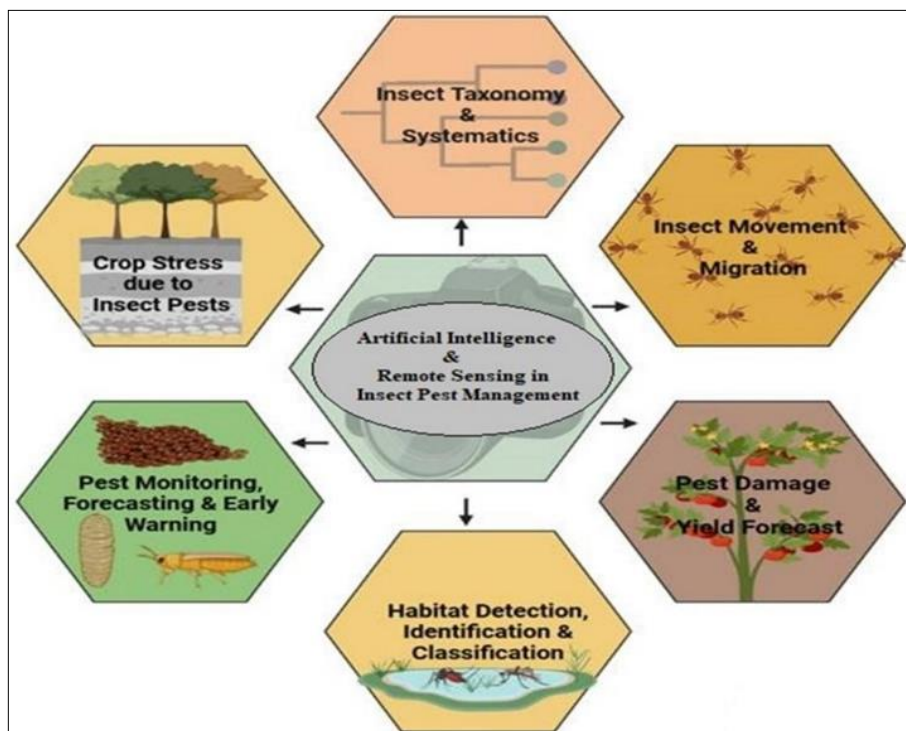 Insect Taxonomy
&
Systematics
Crop Stress
due to
Insect Pests
Insect Movement
&
Migration
Artificial Intelligence
&
Remote Sensing in
Insect Pest Management
Pest Monitoring,
Forecasting & Early
Warning
Pest Damage
&
Yield Forecast
Habitat Detection,
Identification &
Classification